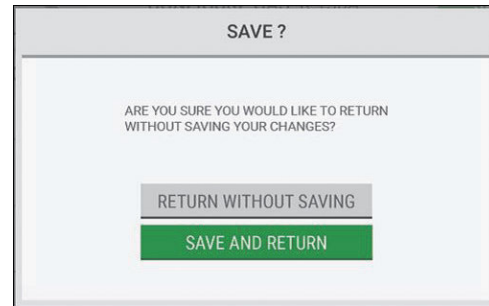 SAVE ?
ARE YOU SURE YOU WOULD LIKE TO RETURN
WITHOUT SAVING YOUR CHANGES?
RETURN WITHOUT SAVING
SAVE AND RETURN